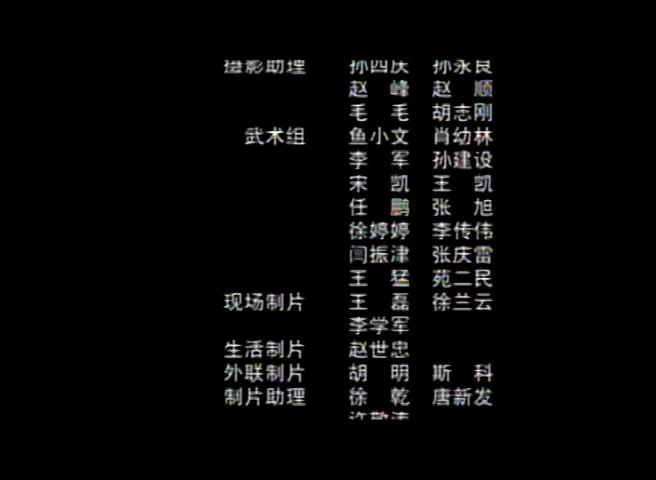 摄影助理 孙四庆 孙永良
赵 峰 赵 顺
毛 毛 胡志刚
武术组 鱼小文 肖幼林
李 军 孙建设
宋 凯 王 凯
任 鹏 张 旭
徐婷婷 李传伟
闫振津 张庆雷
王 猛 苑二民
现场制片 王 磊 徐兰云
李学军
生活制片 赵世忠
外联制片 胡 明 斯 科
制片助理 徐 乾 唐新发